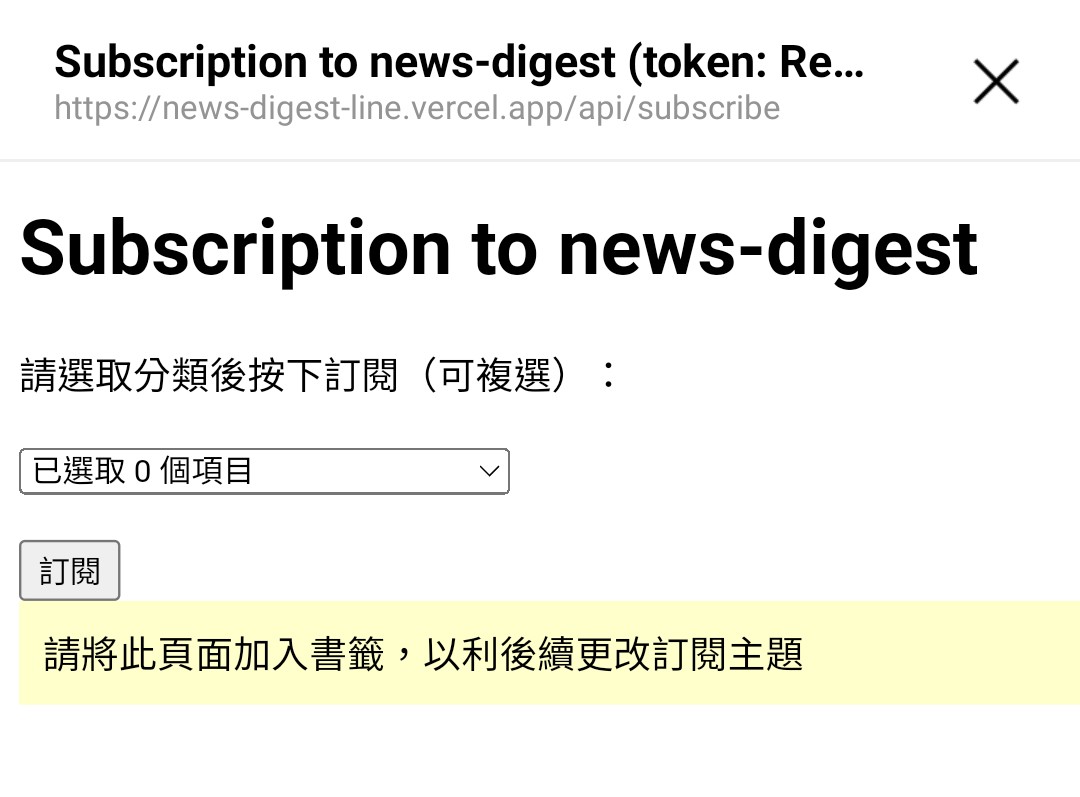 Subscription to news-digest (token: Re...
https://news-digest-line.vercel.app/api/subscribe
Subscription to news-digest
請選取分類後按下訂閱（可複選）：
已選取 0 個項目
訂閱
請將此頁面加入書籤，以利後續更改訂閱主題